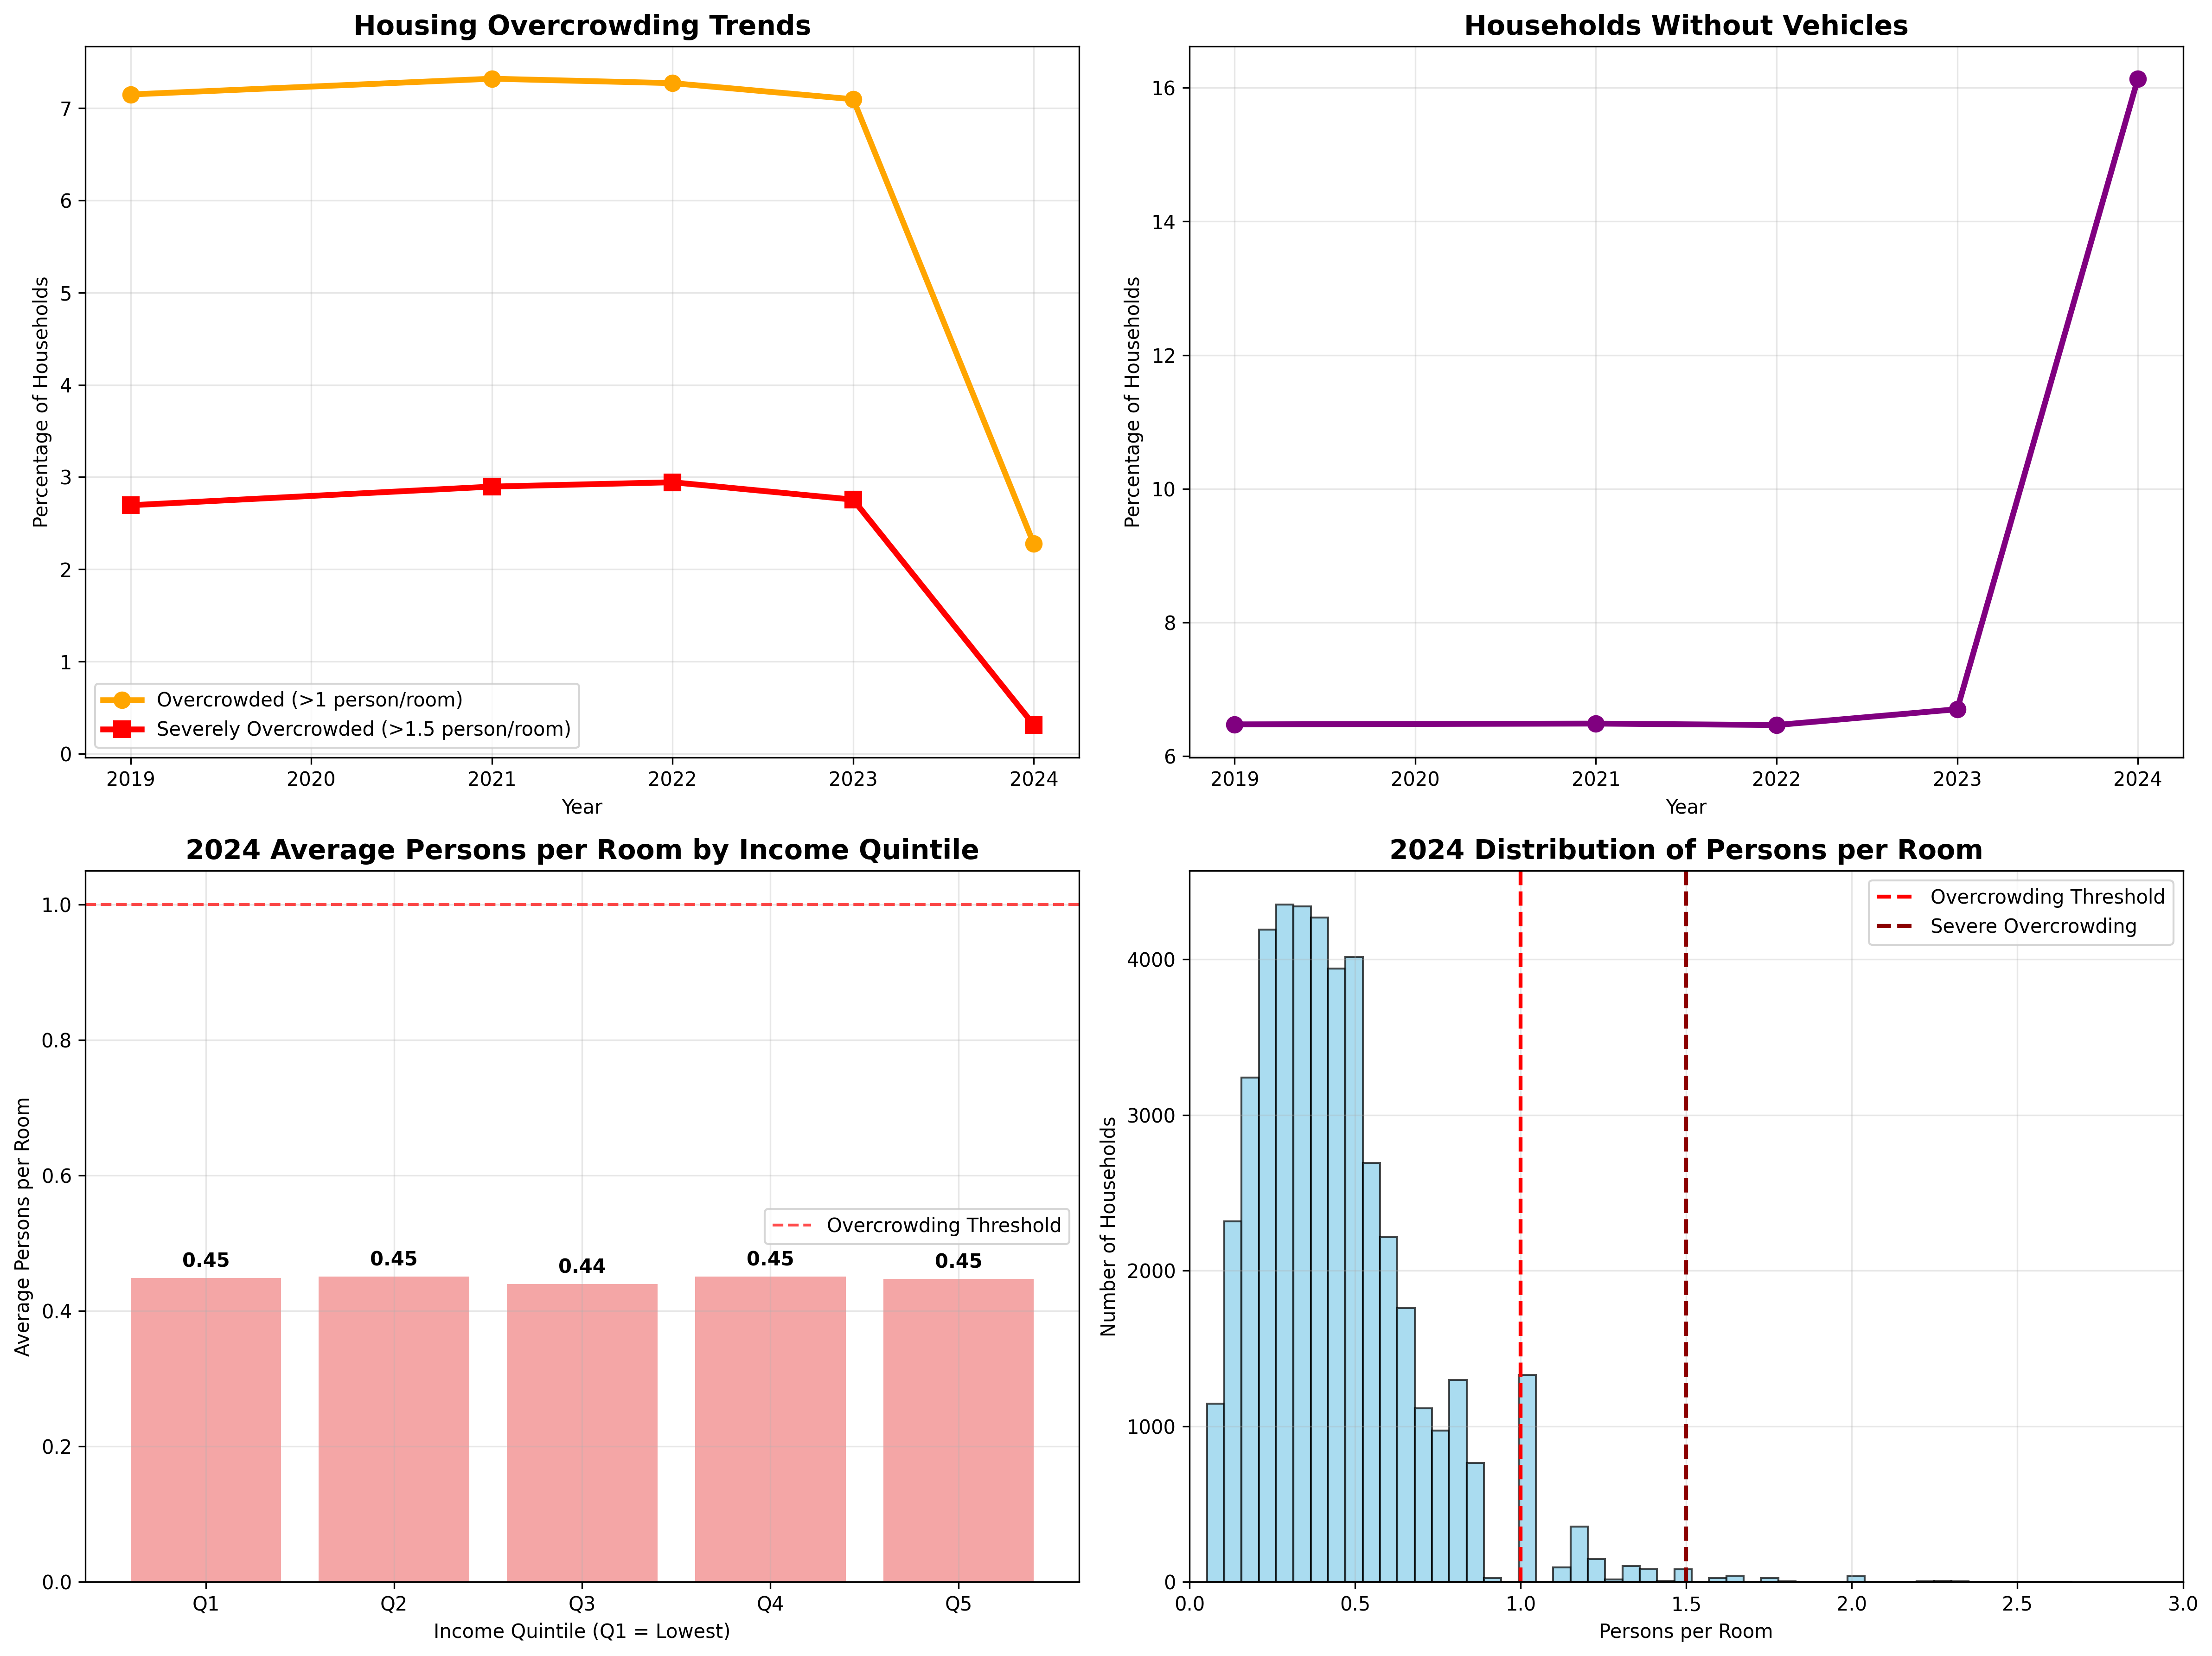 Housing Overcrowding Trends
Percentage of Households
7
6
5
4
3
2
1
0
Overcrowded (>1 person/room)
Severely Overcrowded (>1.5 person/room)
2019 2020 2021 2022 2023 2024
Year
Households Without Vehicles
Percentage of Households
16
14
12
10
8
6
2019 2020 2021 2022 2023 2024
Year
2024 Average Persons per Room by Income Quintile
Average Persons per Room
1.0
0.8
0.6
0.4
0.2
0.0
Overcrowding Threshold
0.45 0.45 0.44 0.45 0.45
Q1 Q2 Q3 Q4 Q5
Income Quintile (Q1 = Lowest)
2024 Distribution of Persons per Room
Number of Households
4000
3000
2000
1000
0
Overcrowding Threshold
Severe Overcrowding
0.0 0.5 1.0 1.5 2.0 2.5 3.0
Persons per Room